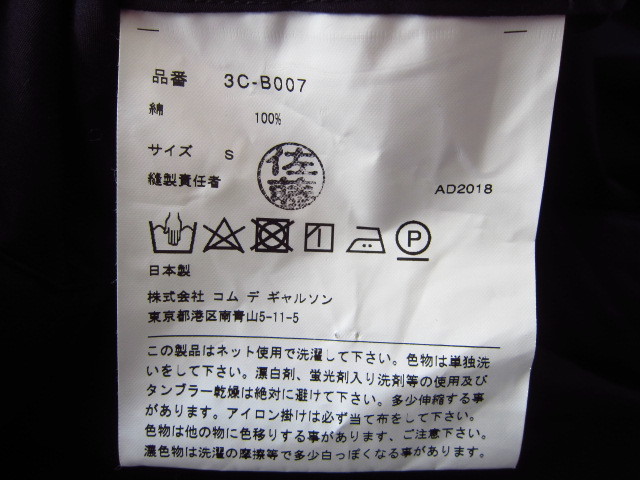 品番 3C-B007
綿 100%
サイズ S
佐藤
縫製責任者
AD2018
P
日本製
株式会社 コム デ ギャルソン
東京都港区南青山5-11-5
この製品はネット使用で洗濯して下さい。色物は単独洗
いをして下さい。漂白剤、蛍光剤入り洗剤等の使用及び
タンブラー乾燥は絶対に避けて下さい。多少伸縮する事
があります。アイロン掛けは必ず当て布をして下さい。
色物は他の物に色移りする事があります、ご注意下さい。
濃色物は洗濯の摩擦等で多少白っぽくなる事があります。